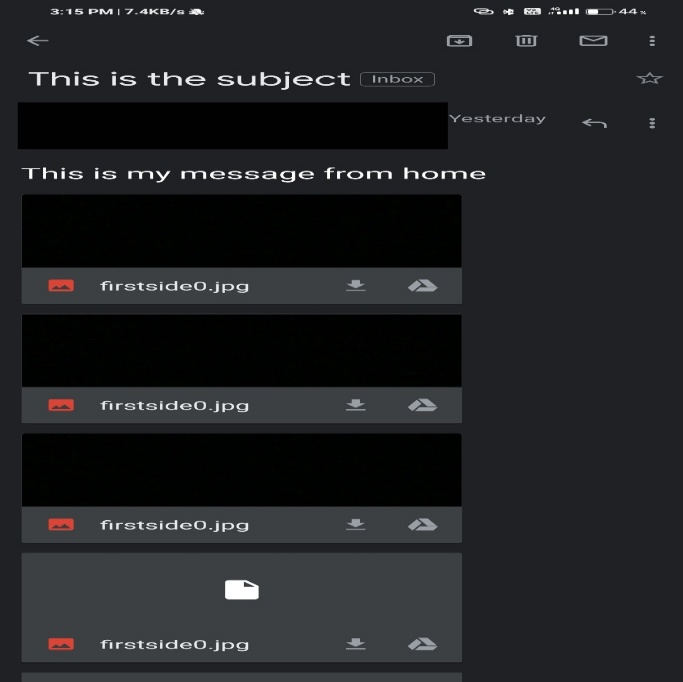 3:15 PM | 7.4KB/s
4G 44%
This is the subject Inbox
Yesterday
This is my message from home
firstside0.jpg
firstside0.jpg
firstside0.jpg
firstside0.jpg